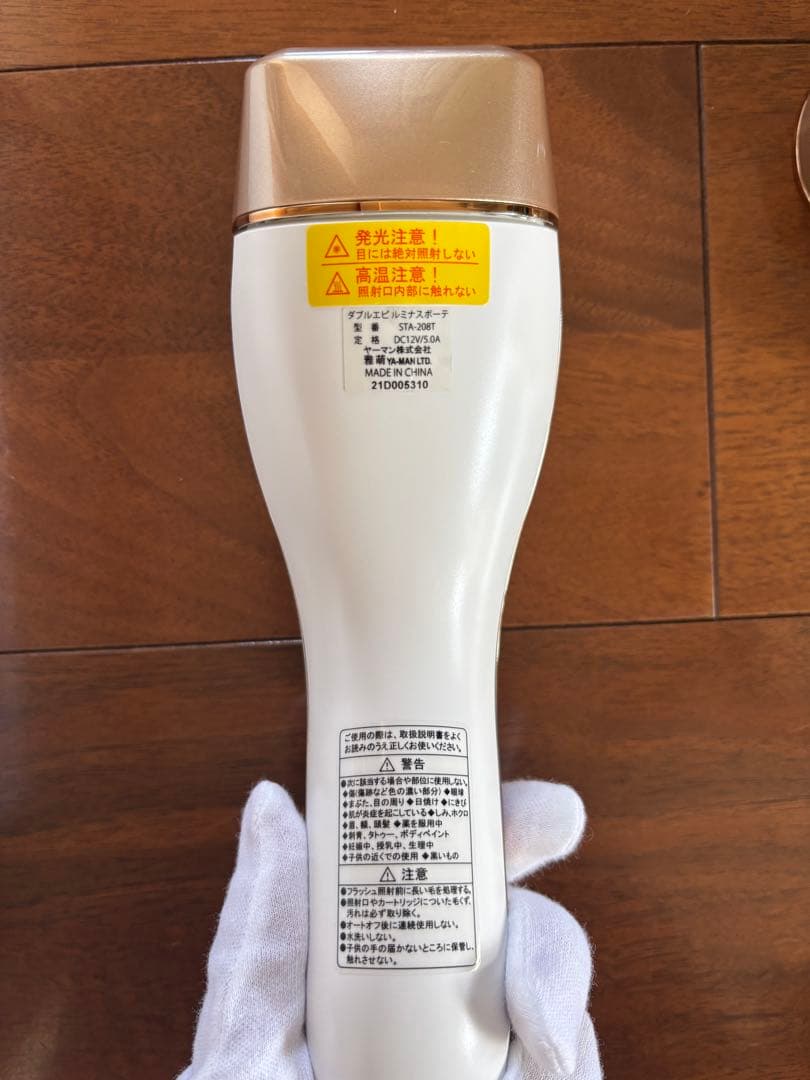 発光注意！
目には絶対照射しない
高温注意！
照射口内部に触れない
ダブルエピ ルミナスボーテ
型 番 STA-208T
定 格 DC12V/5.0A
ヤーマン株式会社
雅萌 YA-MAN LTD.
MADE IN CHINA
21D005310
ご使用の際は、取扱説明書をよく
お読みのうえ正しくお使いください。
⚠ 警告
●次に該当する場合や部位に使用しない。
◆傷(傷跡など色の濃い部分)◆眼球
◆まぶた、目の周り◆日焼け◆にきび
◆肌が炎症を起こしている◆しみ、ホクロ
◆眉、髭、頭髪 ◆薬を服用中
◆刺青、タトゥー、ボディペイント
◆妊娠中、授乳中、生理中
◆子供の近くでの使用 ◆黒いもの
⚠ 注意
●フラッシュ照射前に長い毛を処理する。
●照射口やカートリッジについた毛くず、
汚れは必ず取り除く。
●オートオフ後に連続使用しない。
●水洗いしない。
●子供の手の届かないところに保管し、
触れさせない。